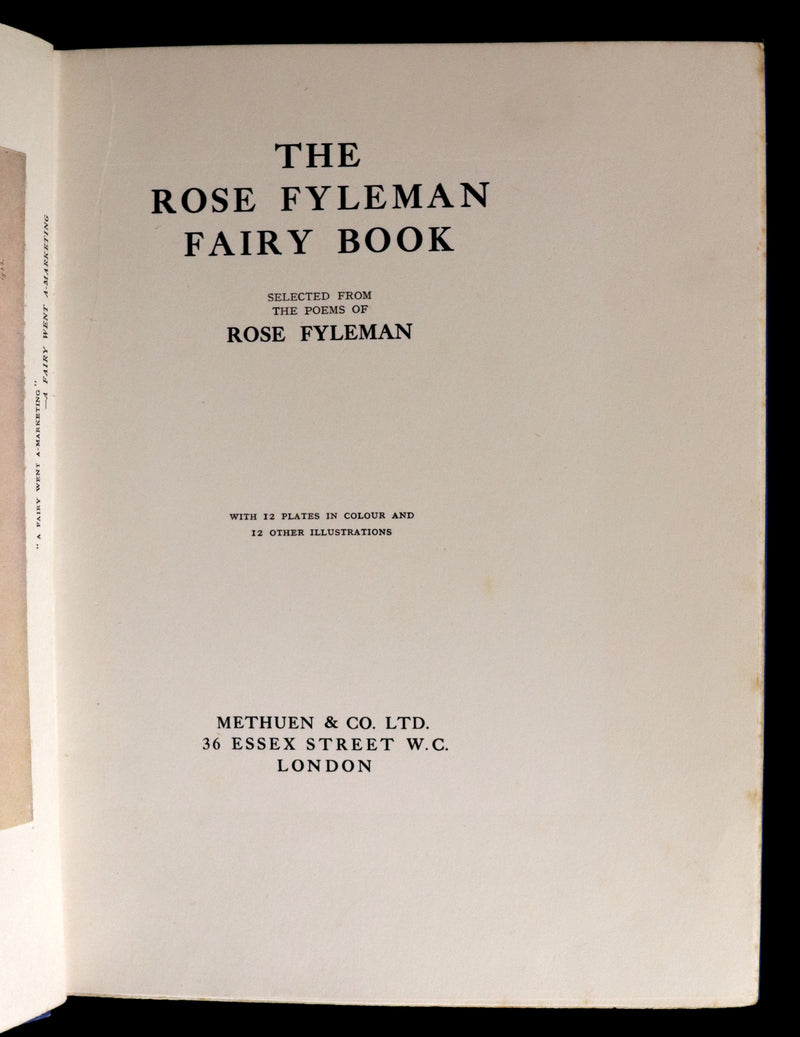 "A FAIRY WENT A-MARKETING"
—A FAIRY WENT A-MARKETING
THE
ROSE FYLEMAN
FAIRY BOOK
SELECTED FROM
THE POEMS OF
ROSE FYLEMAN
WITH 12 PLATES IN COLOUR AND
12 OTHER ILLUSTRATIONS
METHUEN & CO. LTD.
36 ESSEX STREET W.C.
LONDON